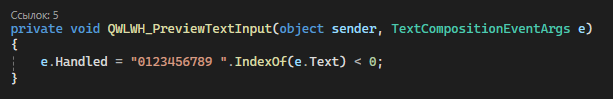 Ссылок: 5
private void QWLWH_PreviewTextInput(object sender, TextCompositionEventArgs e)
{
e.Handled = "0123456789 ".IndexOf(e.Text) < 0;
}